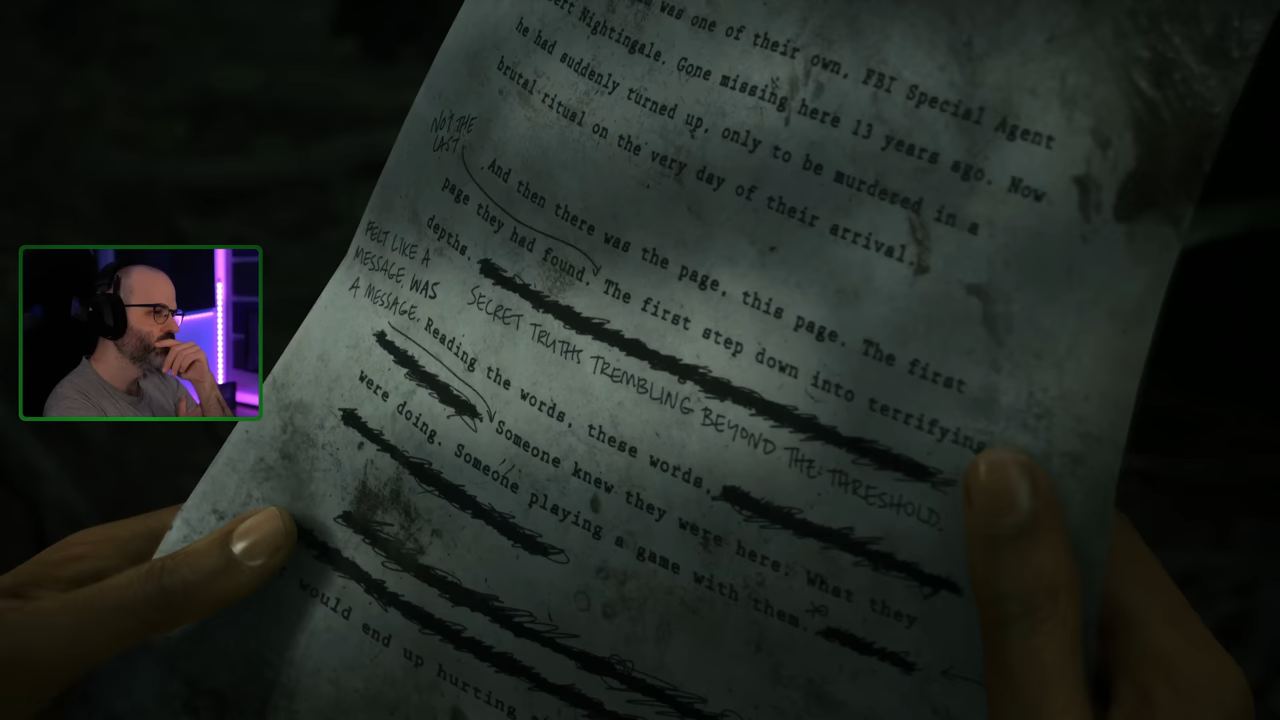 was one of their own. FBI Special Agent
Nightingale. Gone missing here 13 years ago. Now
he had suddenly turned up, only to be murdered in a
brutal ritual on the very day of their arrival.
NOT THE
LAST
And then there was the page, this page. The first
page they had found. The first step down into terrifying
depths.
SECRET TRUTHS TREMBLING BEYOND THE THRESHOLD.
FELT LIKE A
MESSAGE, WAS
A MESSAGE.
Reading the words, these words,
Someone knew they were here. What they
were doing. Someone playing a game with them.
would end up hurting